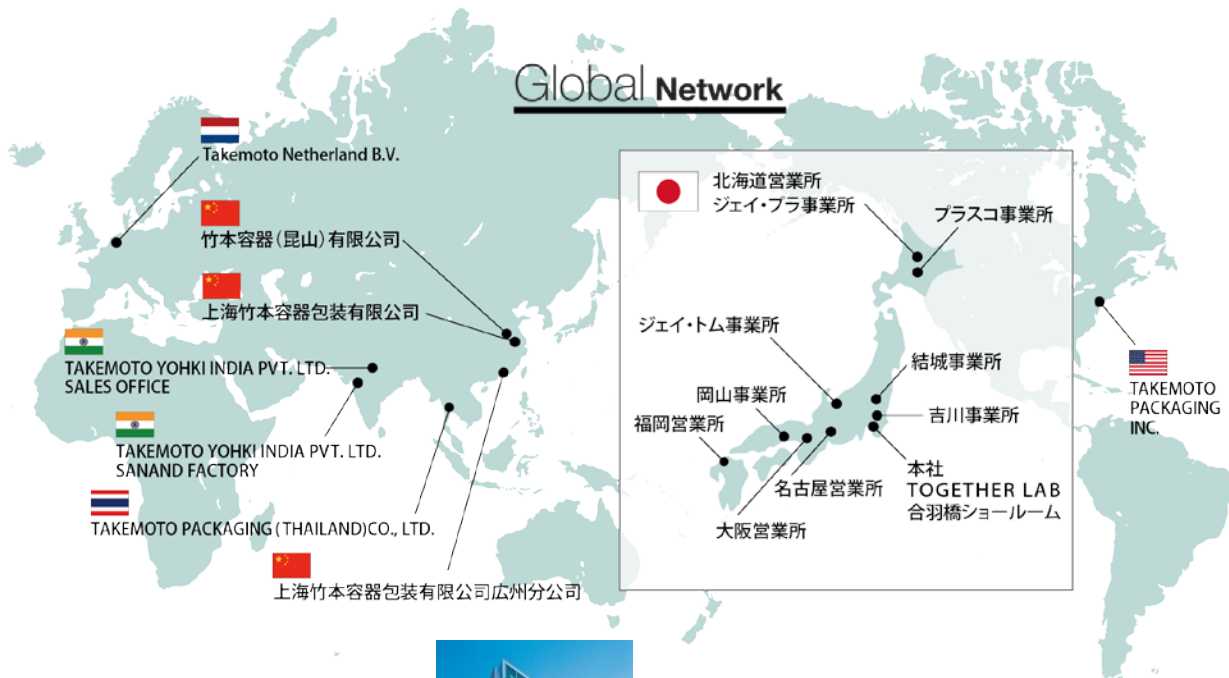 Global Network
Takemoto Netherland B.V.
竹本容器(昆山)有限公司
上海竹本容器包装有限公司
TAKEMOTO YOHKI INDIA PVT. LTD.
SALES OFFICE
TAKEMOTO YOHKI INDIA PVT. LTD.
SANAND FACTORY
TAKEMOTO PACKAGING (THAILAND)CO., LTD.
上海竹本容器包装有限公司広州分公司
北海道営業所
ジェイ・プラ事業所
プラスコ事業所
ジェイ・トム事業所
結城事業所
岡山事業所
吉川事業所
福岡営業所
名古屋営業所
本社
TOGETHER LAB
合羽橋ショールーム
大阪営業所
TAKEMOTO
PACKAGING
INC.